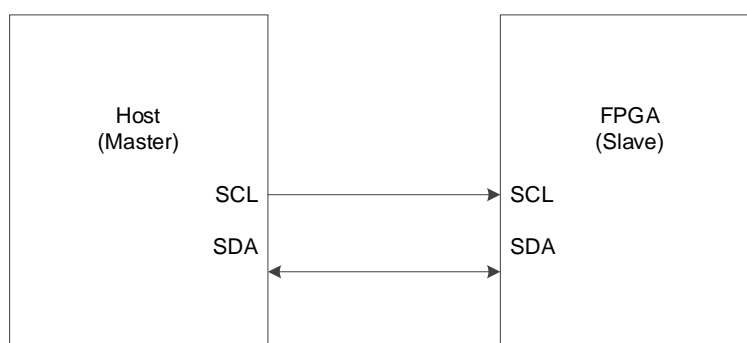 Host
(Master)
FPGA
(Slave)
SCL
SCL
SDA
SDA